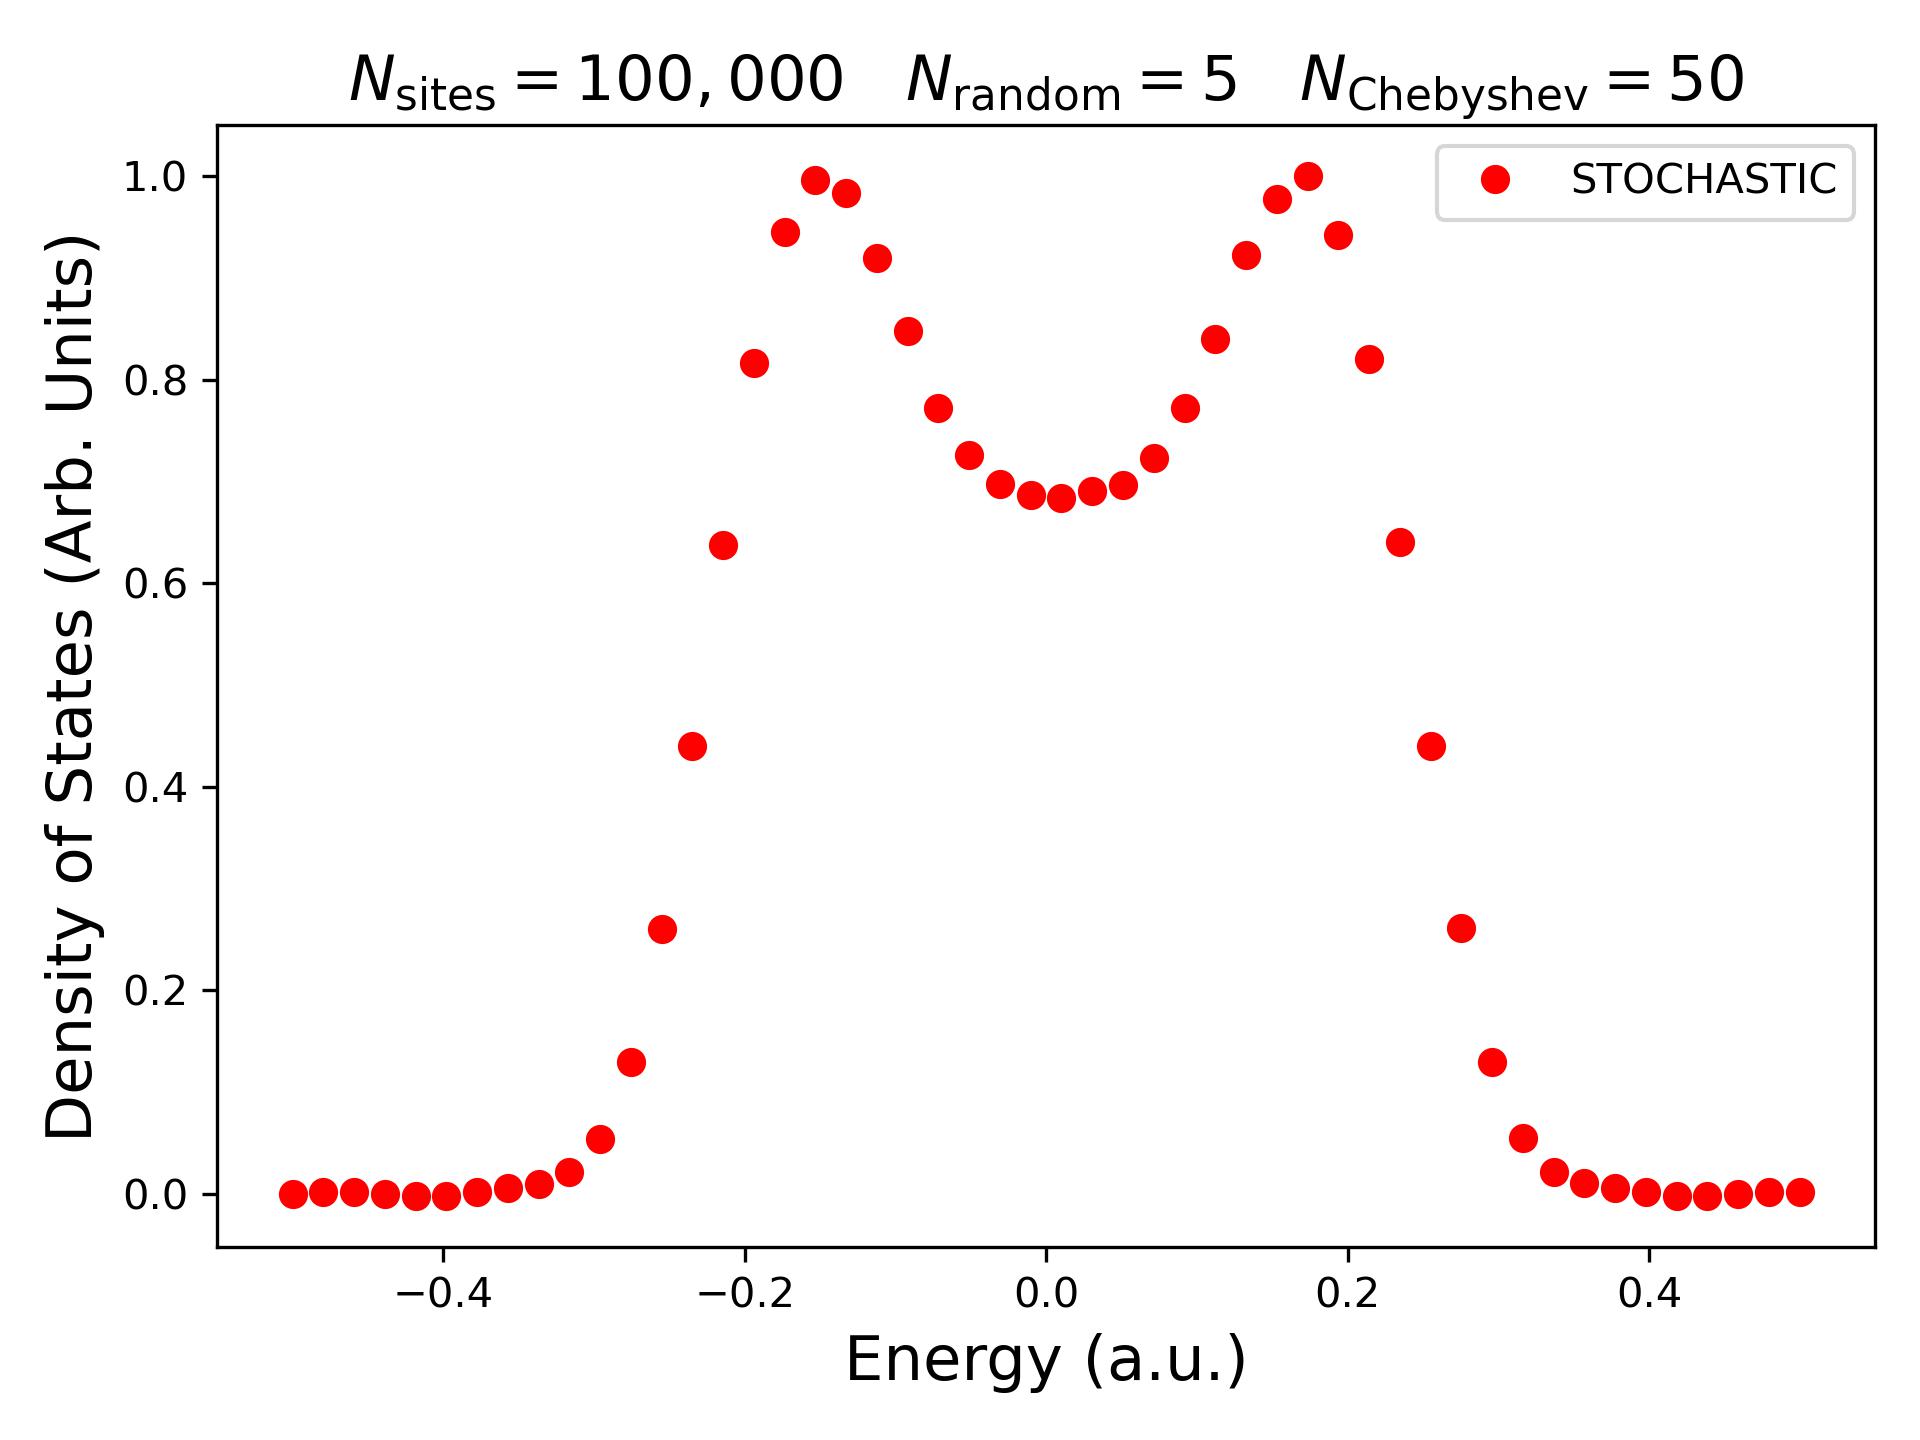 N_sites = 100,000 N_random = 5 N_Chebyshev = 50
STOCHASTIC
Density of States (Arb. Units)
1.0
0.8
0.6
0.4
0.2
0.0
−0.4 −0.2 0.0 0.2 0.4
Energy (a.u.)